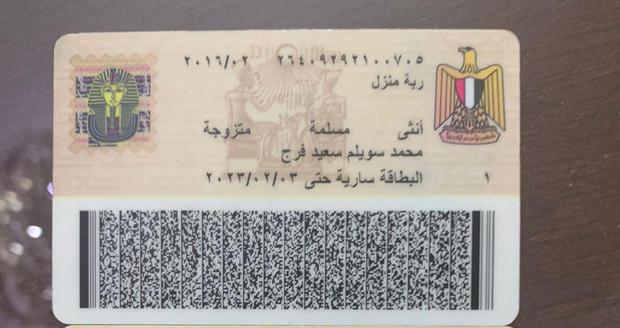 ٢٦٤٠٩٢٩٢١٠٠٧٠٥ ٢٠١٦/٠٢
ربة منزل
أنثى مسلمة متزوجة
محمد سويلم سعيد فرج
١ البطاقة سارية حتى ٢٠٢٣/٠٢/٠٣